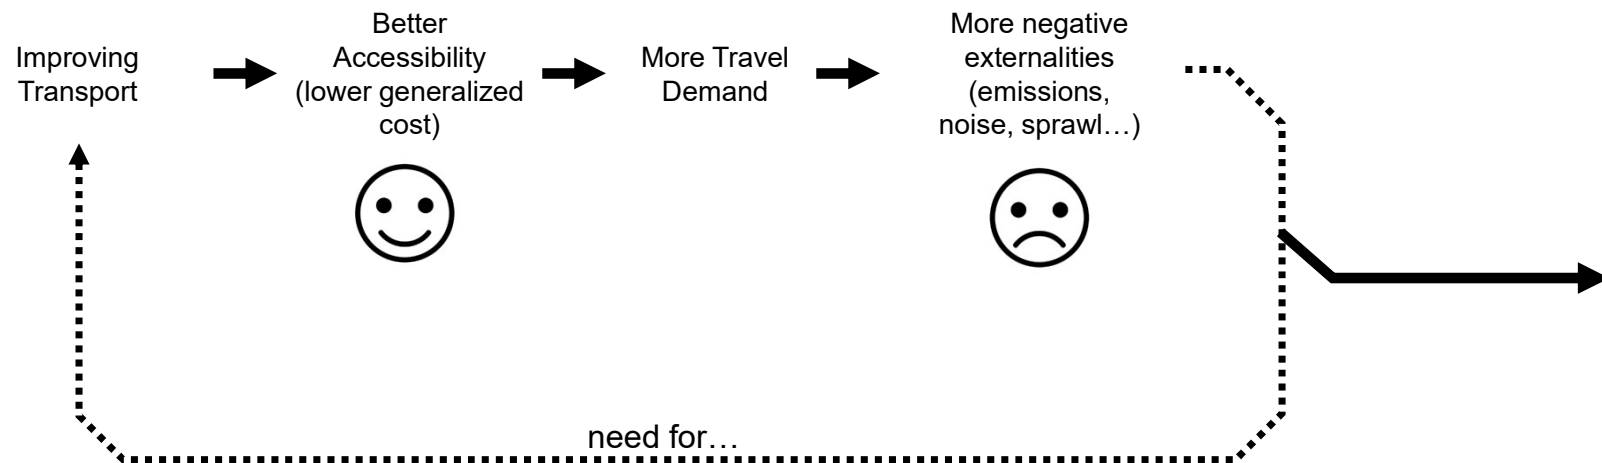 Improving
Transport
Better
Accessibility
(lower generalized
cost)
More Travel
Demand
More negative
externalities
(emissions,
noise, sprawl…)
need for…